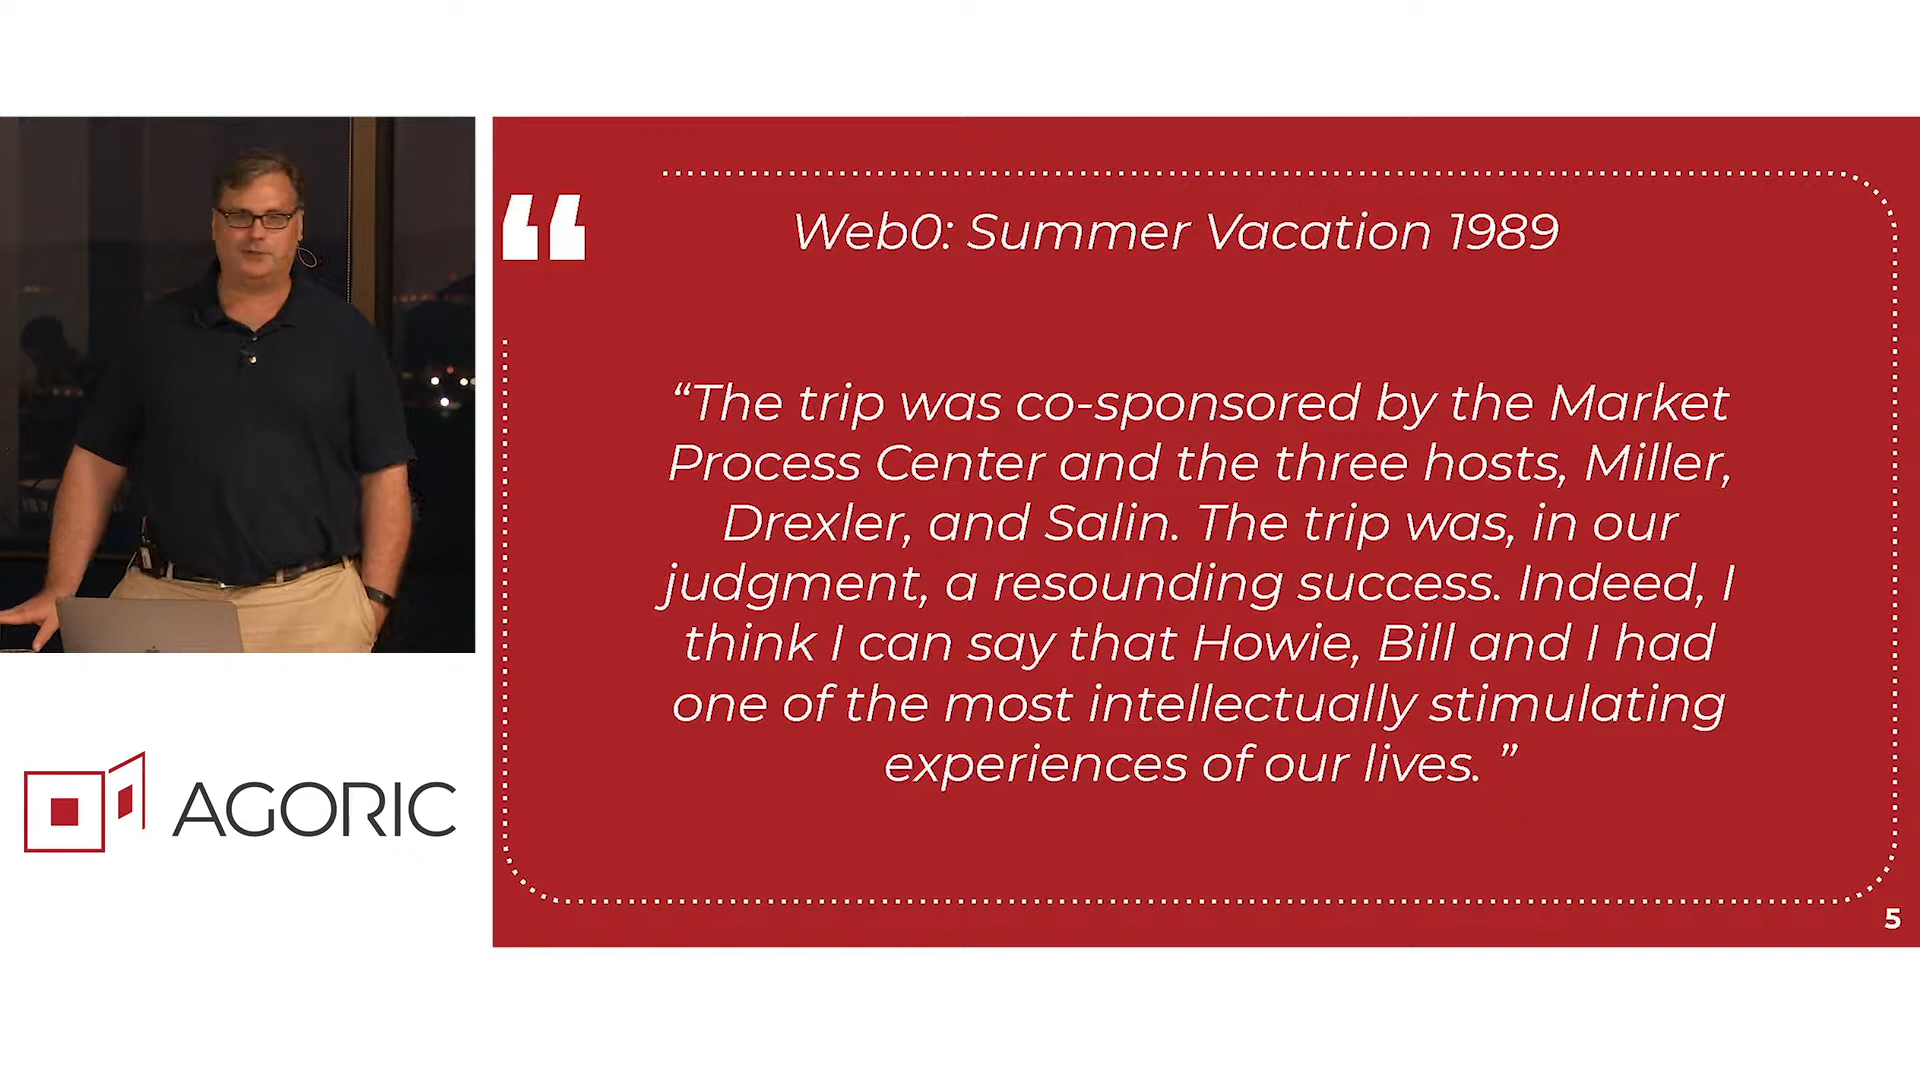 Web0: Summer Vacation 1989
“The trip was co-sponsored by the Market
Process Center and the three hosts, Miller,
Drexler, and Salin. The trip was, in our
judgment, a resounding success. Indeed, I
think I can say that Howie, Bill and I had
one of the most intellectually stimulating
experiences of our lives. ”
5
AGORIC